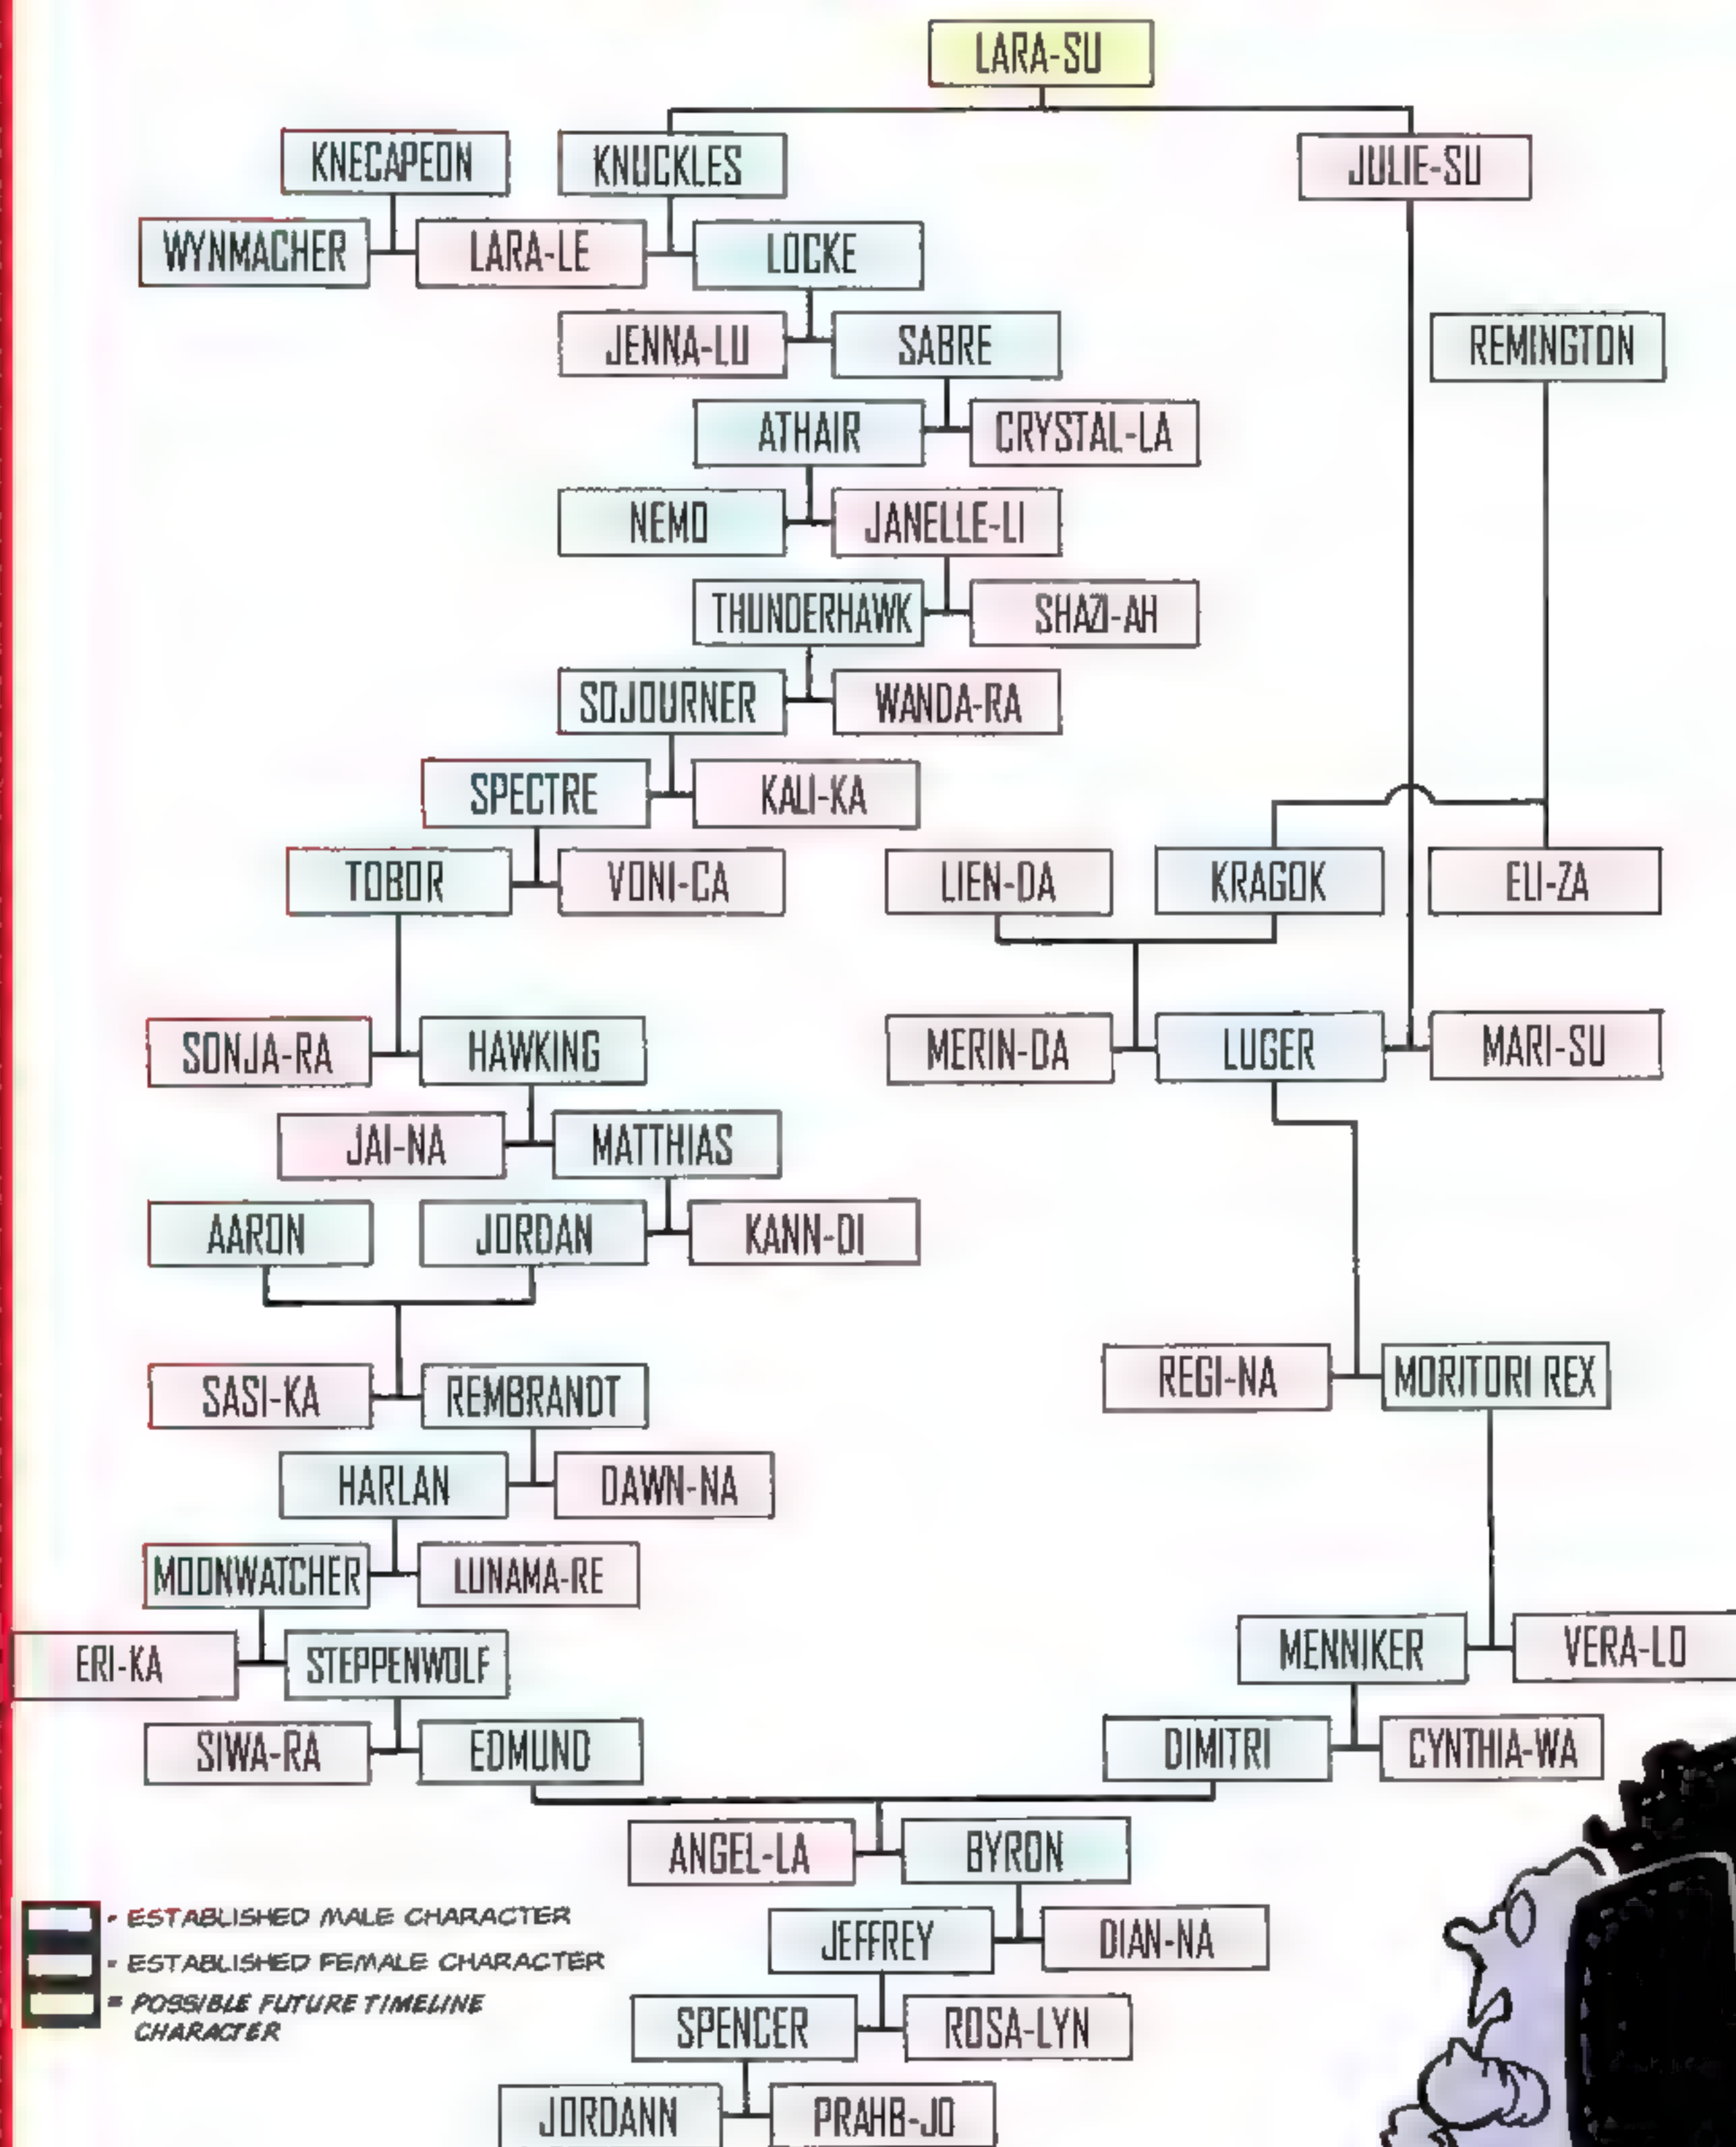 LARA-SU
KNECAPEON
KNUCKLES
JULIE-SU
WYNMACHER
LARA-LE
LOCKE
JENNA-LU
SABRE
REMINGTON
ATHAIR
CRYSTAL-LA
NEMO
JANELLE-LI
THUNDERHAWK
SHAZI-AH
SOJOURNER
WANDA-RA
SPECTRE
KALI-KA
TOBOR
VONI-CA
LIEN-DA
KRAGOK
ELI-ZA
SONJA-RA
HAWKING
MERIN-DA
LUGER
MARI-SU
JAI-NA
MATTHIAS
AARON
JORDAN
KANN-DI
REGI-NA
MORITORI REX
SASI-KA
REMBRANDT
HARLAN
DAWN-NA
MOONWATCHER
LUNAMA-RE
ERI-KA
STEPPENWOLF
MENNIKER
VERA-LO
SIWA-RA
EDMUND
DIMITRI
CYNTHIA-WA
ANGEL-LA
BYRON
- ESTABLISHED MALE CHARACTER
JEFFREY
DIAN-NA
- ESTABLISHED FEMALE CHARACTER
= POSSIBLE FUTURE TIMELINE
CHARACTER
SPENCER
ROSA-LYN
JORDANN
PRAHB-JO